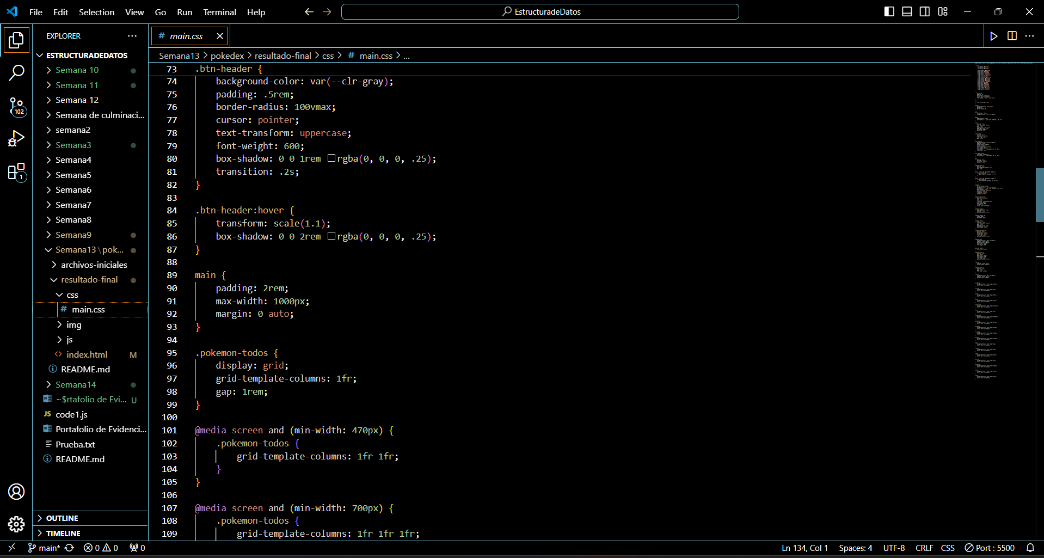 File Edit Selection View Go Run Terminal Help
EstructuradeDatos
EXPLORER
ESTRUCTURADEDATOS
Semana 10
Semana 11
Semana 12
Semana de culminaci...
semana2
Semana3
Semana4
Semana5
Semana6
Semana7
Semana8
Semana9
Semana13 \ pok...
archivos-iniciales
resultado-final
css
# main.css
img
js
<> index.html M
README.md
Semana14
~$rtafolio de Evi... U
JS code1.js
Portafolio de Evidenci...
Prueba.txt
README.md
OUTLINE
TIMELINE
102
1
# main.css
Semana13 > pokedex > resultado-final > css > # main.css > ...
73 .btn-header {
74 background-color: var(--clr-gray);
75 padding: .5rem;
76 border-radius: 100vmax;
77 cursor: pointer;
78 text-transform: uppercase;
79 font-weight: 600;
80 box-shadow: 0 0 1rem rgba(0, 0, 0, .25);
81 transition: .2s;
82 }
83
84 .btn-header:hover {
85 transform: scale(1.1);
86 box-shadow: 0 0 2rem rgba(0, 0, 0, .25);
87 }
88
89 main {
90 padding: 2rem;
91 max-width: 1000px;
92 margin: 0 auto;
93 }
94
95 .pokemon-todos {
96 display: grid;
97 grid-template-columns: 1fr;
98 gap: 1rem;
99 }
100
101 @media screen and (min-width: 470px) {
102 .pokemon-todos {
103 grid-template-columns: 1fr 1fr;
104 }
105 }
106
107 @media screen and (min-width: 700px) {
108 .pokemon-todos {
109 grid-template-columns: 1fr 1fr 1fr;
main* 0 0 0 Ln 134, Col 1 Spaces: 4 UTF-8 CRLF CSS Port : 5500